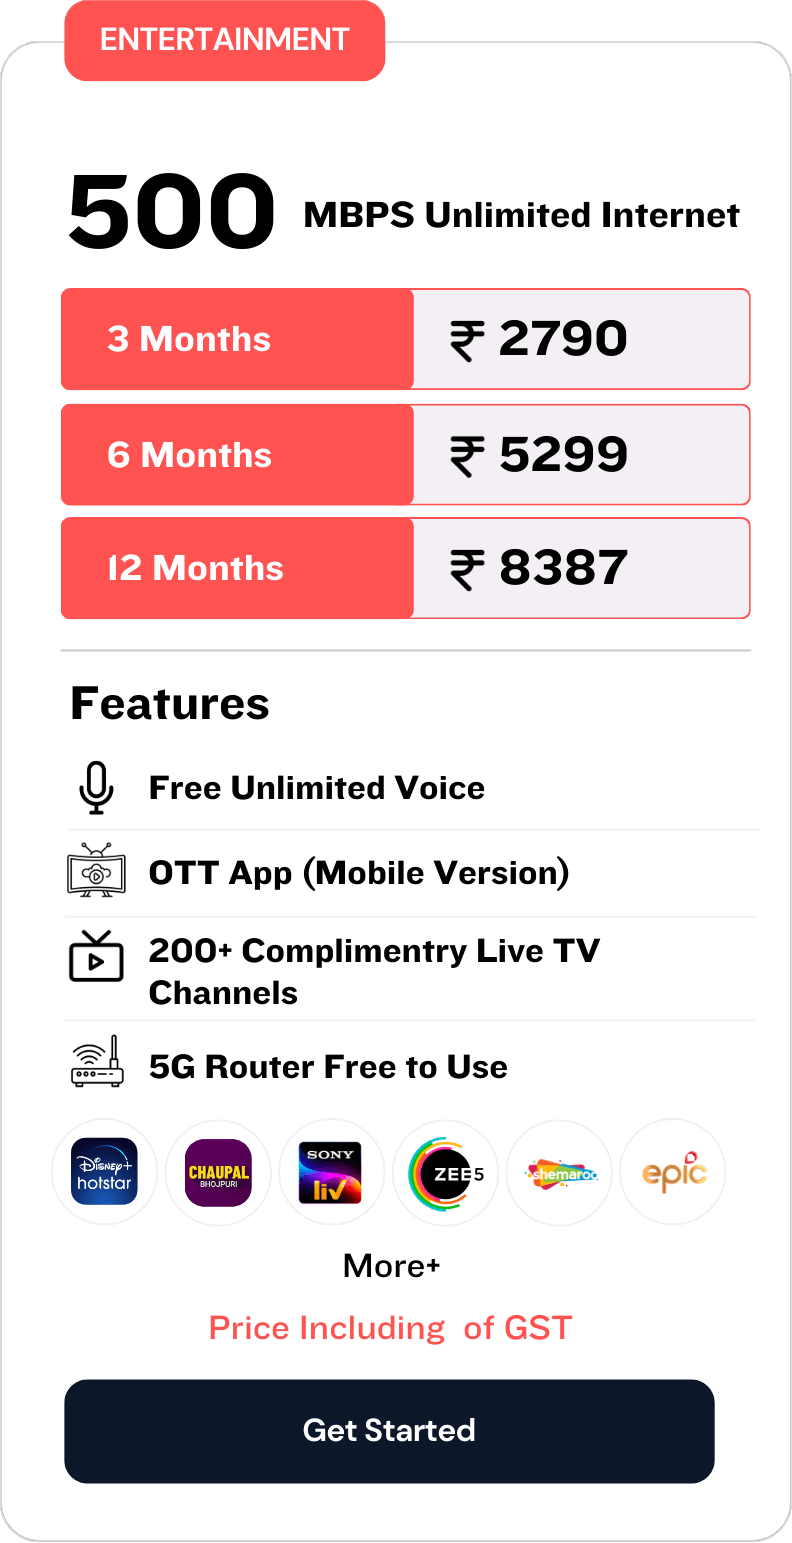 ENTERTAINMENT
500 MBPS Unlimited Internet
3 Months ₹ 2790
6 Months ₹ 5299
12 Months ₹ 8387
Features
Free Unlimited Voice
OTT App (Mobile Version)
200+ Complimentry Live TV
Channels
5G Router Free to Use
Disney+
hotstar
CHAUPAL
BHOJPURI
SONY
liv
ZEE5
shemaroo
epic
More+
Price Including of GST
Get Started